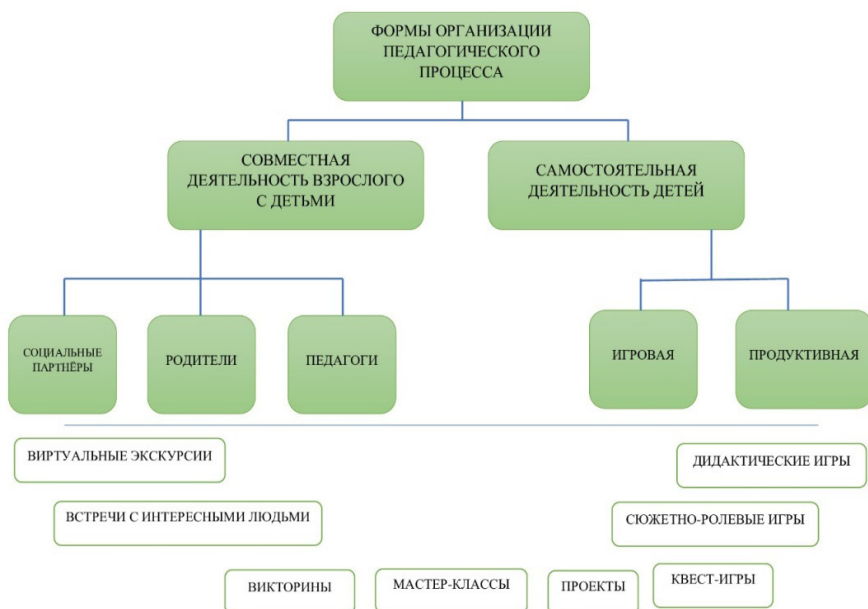 ФОРМЫ ОРГАНИЗАЦИИ
ПЕДАГОГИЧЕСКОГО
ПРОЦЕССА
СОВМЕСТНАЯ
ДЕЯТЕЛЬНОСТЬ ВЗРОСЛОГО
С ДЕТЬМИ
САМОСТОЯТЕЛЬНАЯ
ДЕЯТЕЛЬНОСТЬ ДЕТЕЙ
СОЦИАЛЬНЫЕ
ПАРТНЁРЫ
РОДИТЕЛИ
ПЕДАГОГИ
ИГРОВАЯ
ПРОДУКТИВНАЯ
ВИРТУАЛЬНЫЕ ЭКСКУРСИИ
ДИДАКТИЧЕСКИЕ ИГРЫ
ВСТРЕЧИ С ИНТЕРЕСНЫМИ ЛЮДЬМИ
СЮЖЕТНО-РОЛЕВЫЕ ИГРЫ
ВИКТОРИНЫ
МАСТЕР-КЛАССЫ
ПРОЕКТЫ
КВЕСТ-ИГРЫ